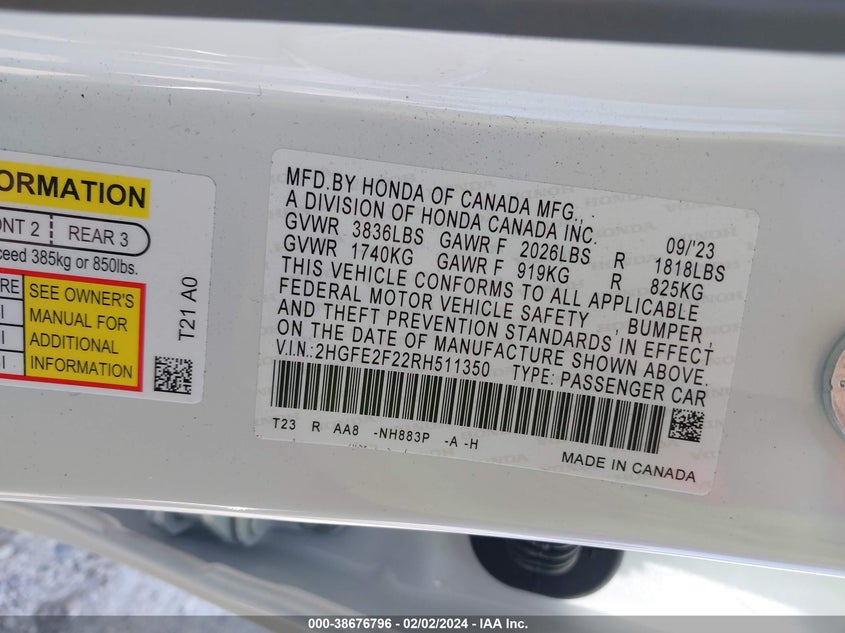 ORMATION
NT 2 REAR 3
ceed 385kg or 850lbs.
RE
SEE OWNER'S
MANUAL FOR
ADDITIONAL
INFORMATION
T21 A0
MFD. BY HONDA OF CANADA MFG.,
A DIVISION OF HONDA CANADA INC. 09/'23
GVWR 3836LBS GAWR F 2026LBS R 1818LBS
GVWR 1740KG GAWR F 919KG R 825KG
THIS VEHICLE CONFORMS TO ALL APPLICABLE
FEDERAL MOTOR VEHICLE SAFETY BUMPER,
AND THEFT PREVENTION STANDARDS IN EFFECT
ON THE DATE OF MANUFACTURE SHOWN ABOVE.
V.I.N.: 2HGFE2F22RH511350 TYPE: PASSENGER CAR
T23 R AA8 -NH883P -A -H
MADE IN CANADA
000-38676796 - 02/02/2024 - IAA Inc.